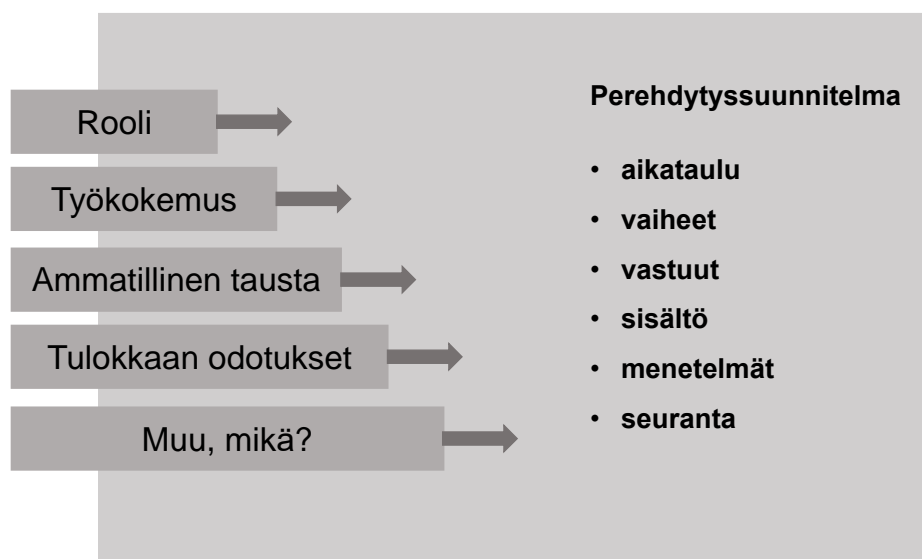 Rooli
Työkokemus
Ammatillinen tausta
Tulokkaan odotukset
Muu, mikä?
Perehdytyssuunnitelma
• aikataulu
• vaiheet
• vastuut
• sisältö
• menetelmät
• seuranta